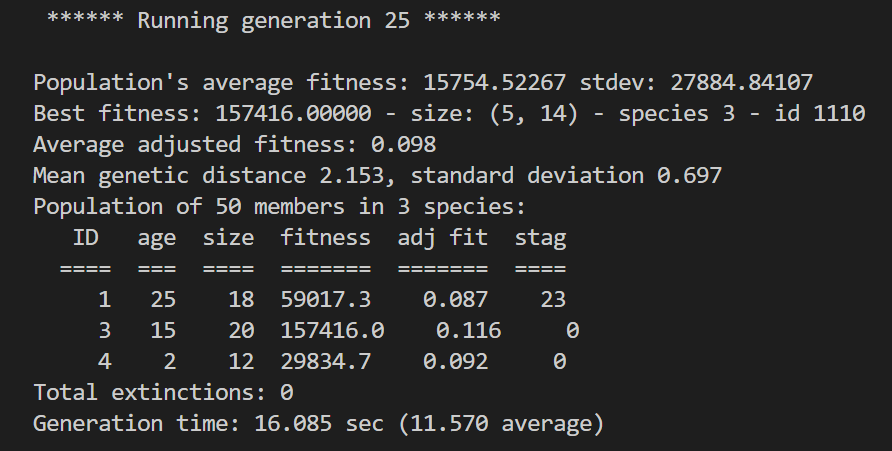 ****** Running generation 25 ******
Population's average fitness: 15754.52267 stdev: 27884.84107
Best fitness: 157416.00000 - size: (5, 14) - species 3 - id 1110
Average adjusted fitness: 0.098
Mean genetic distance 2.153, standard deviation 0.697
Population of 50 members in 3 species:
   ID   age  size   fitness   adj fit  stag
  ====  ===  ====  =======  =======  ====
     1   25    18  59017.3    0.087    23
     3   15    20  157416.0    0.116     0
     4    2    12  29834.7    0.092     0
Total extinctions: 0
Generation time: 16.085 sec (11.570 average)